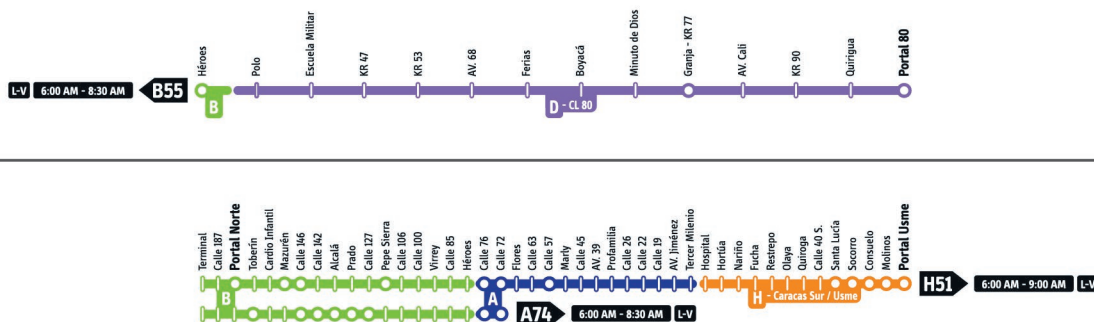 Héroes
Polo
Escuela Militar
KR 47
KR 53
AV. 68
Ferias
Boyacá
Minuto de Dios
Granja - KR 77
AV. Cali
KR 90
Quirigua
Portal 80
L-V 6:00 AM - 8:30 AM B55
B
D - CL 80
Terminal
Calle 187
Portal Norte
Toberín
Cardio Infantil
Mazurén
Calle 146
Calle 142
Alcalá
Prado
Calle 127
Pepe Sierra
Calle 106
Calle 100
Virrey
Calle 85
Héroes
Calle 76
Calle 72
Flores
Calle 63
Calle 57
Marly
Calle 45
AV. 39
Profamilia
Calle 26
Calle 22
Calle 19
AV. Jiménez
Tercer Milenio
Hospital
Hortúa
Nariño
Fucha
Restrepo
Olaya
Quiroga
Calle 40 S.
Santa Lucía
Socorro
Consuelo
Molinos
Portal Usme
B
A
H - Caracas Sur / Usme
H51 6:00 AM - 9:00 AM L-V
A74 6:00 AM - 8:30 AM L-V